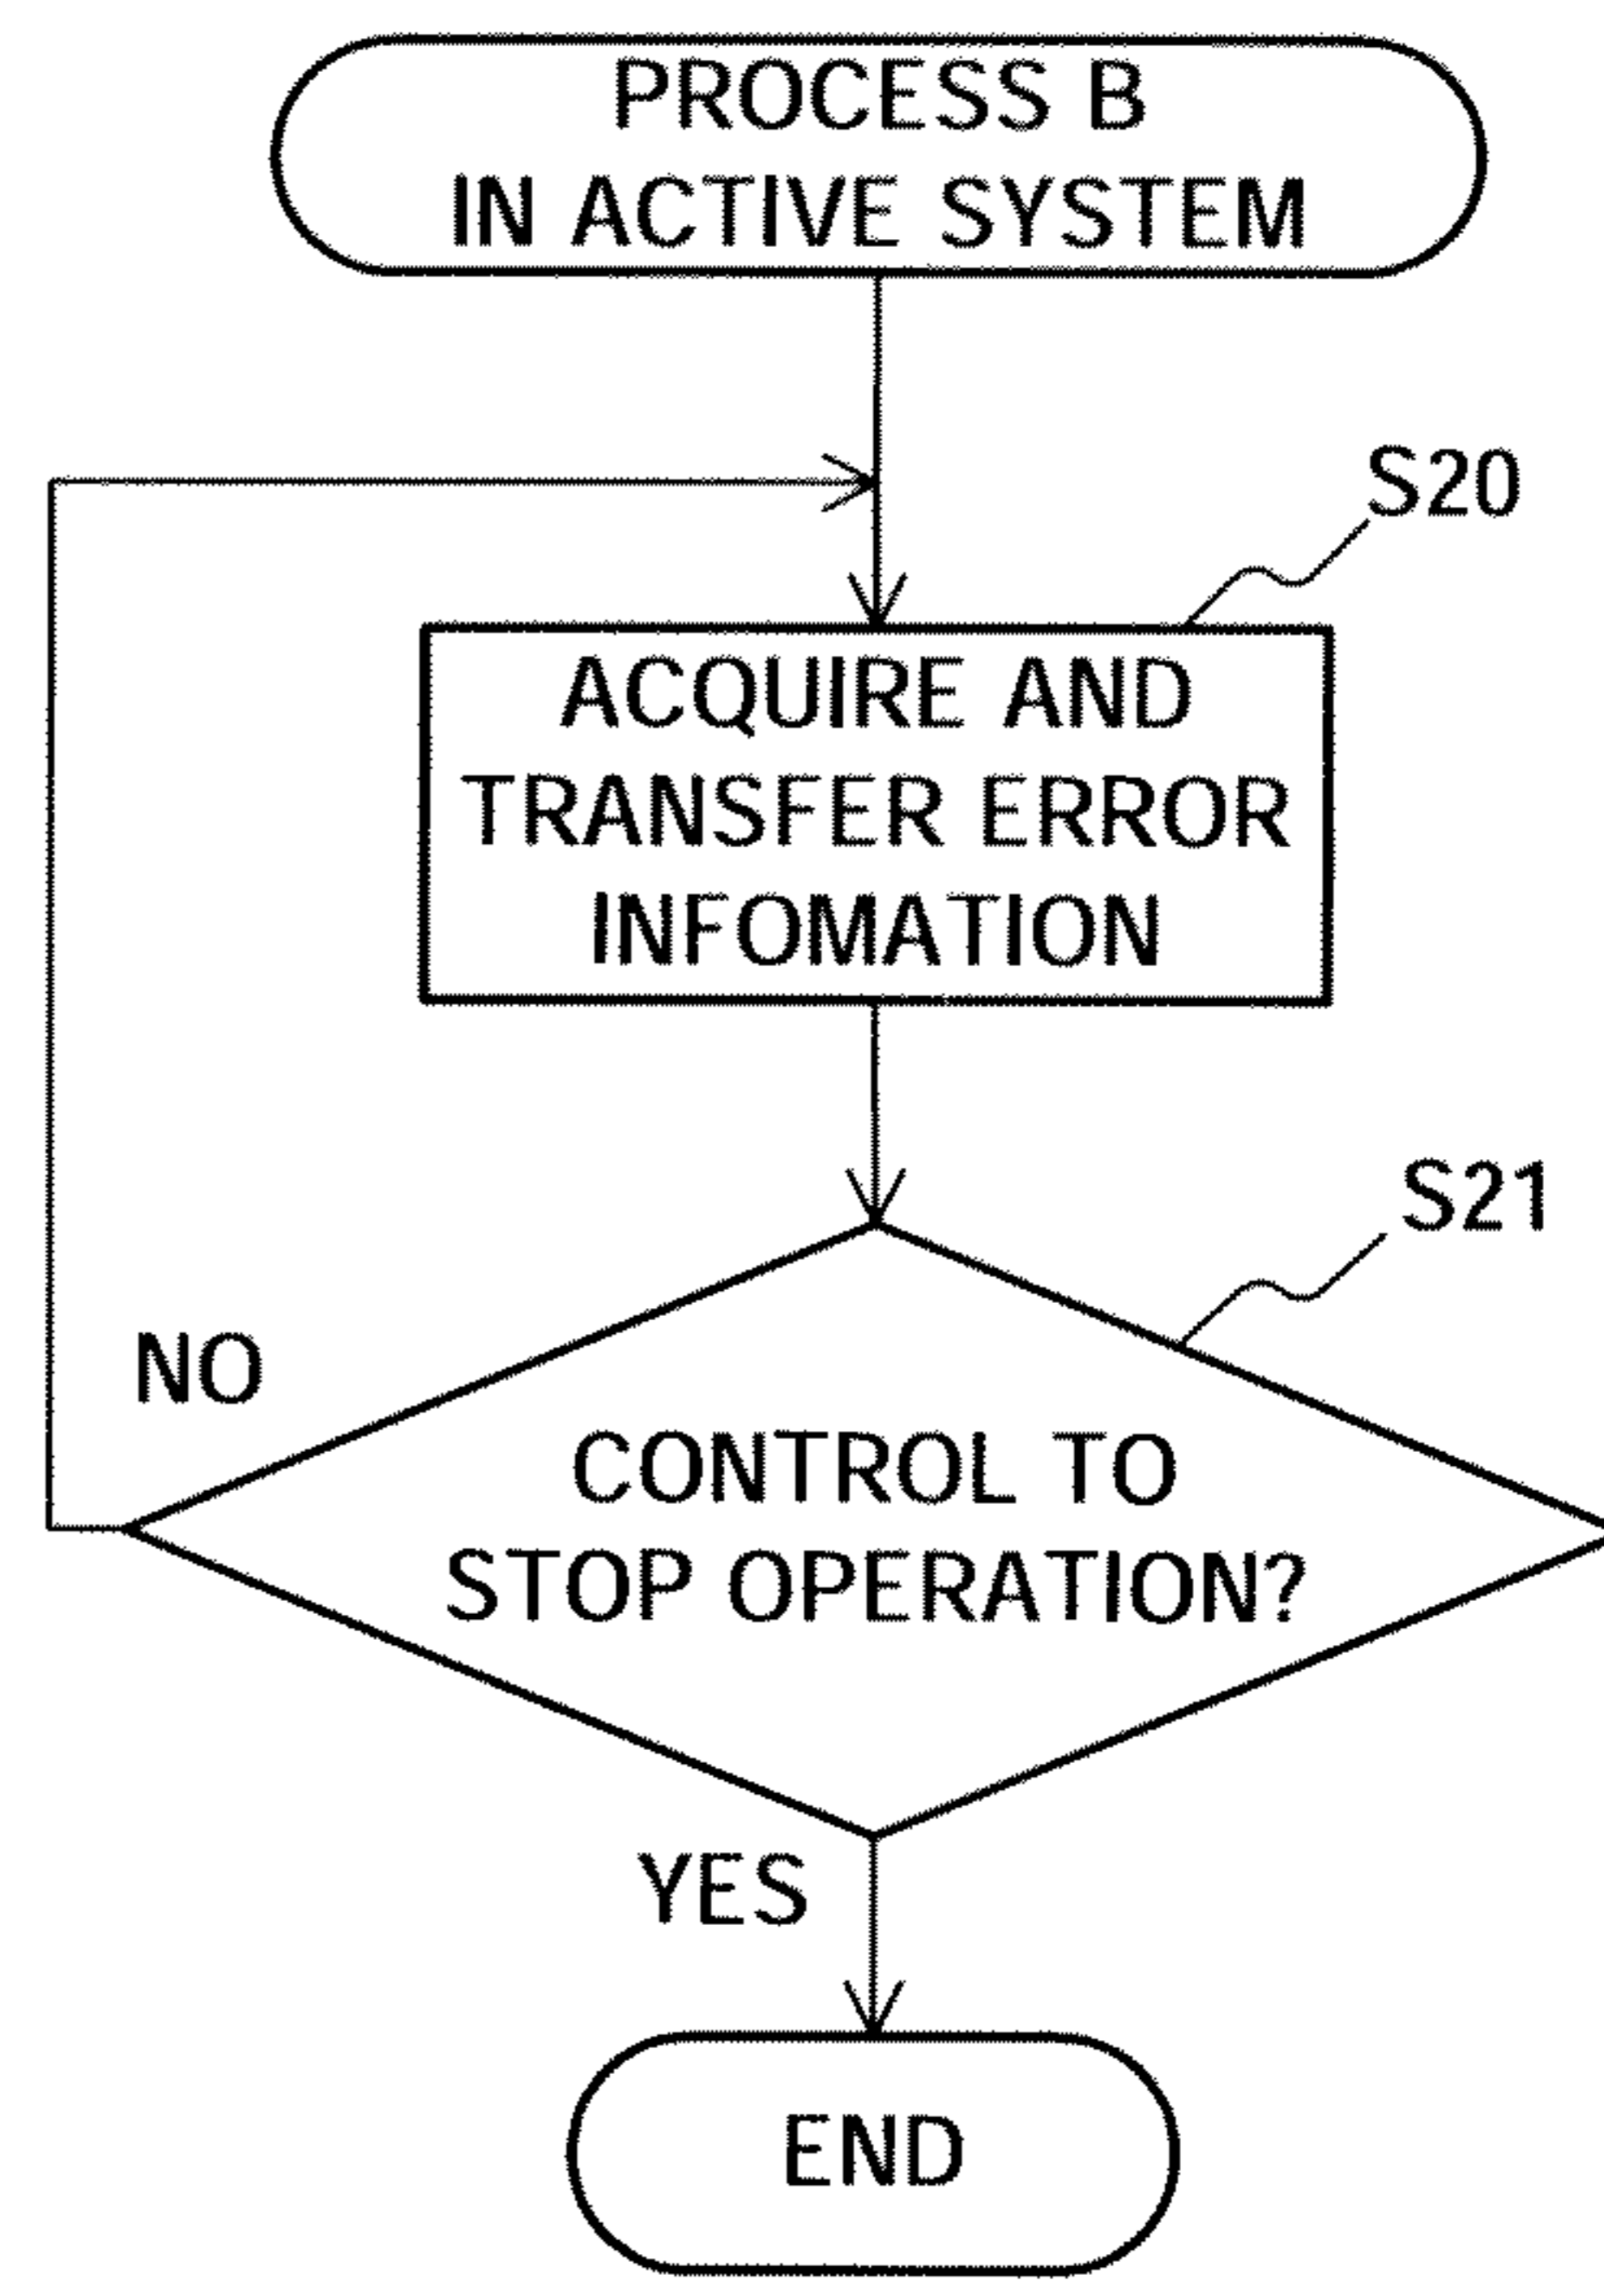 PROCESS B
IN ACTIVE SYSTEM
S20
ACQUIRE AND
TRANSFER ERROR
INFOMATION
S21
NO
CONTROL TO
STOP OPERATION?
YES
END